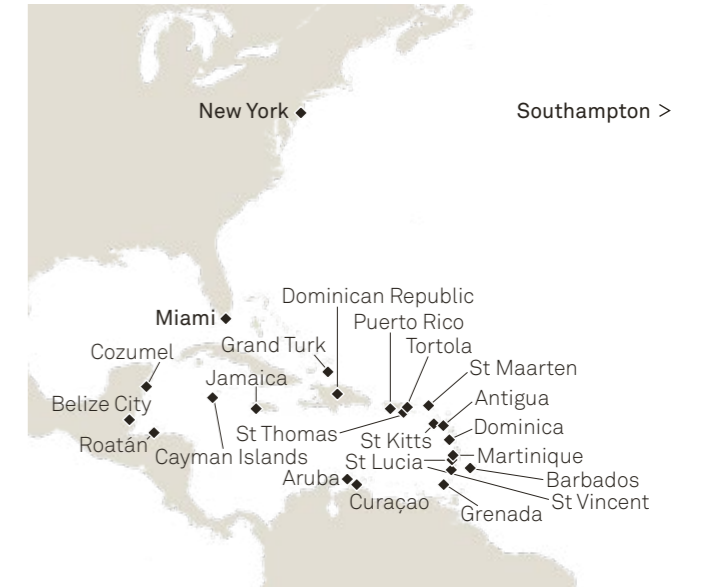 New York
Southampton >
Dominican Republic
Miami
Puerto Rico
Grand Turk
Tortola
Cozumel
St Maarten
Jamaica
Antigua
Belize City
Dominica
St Thomas
St Kitts
Roatán
Cayman Islands
Martinique
St Lucia
Aruba
Barbados
Curaçao
St Vincent
Grenada